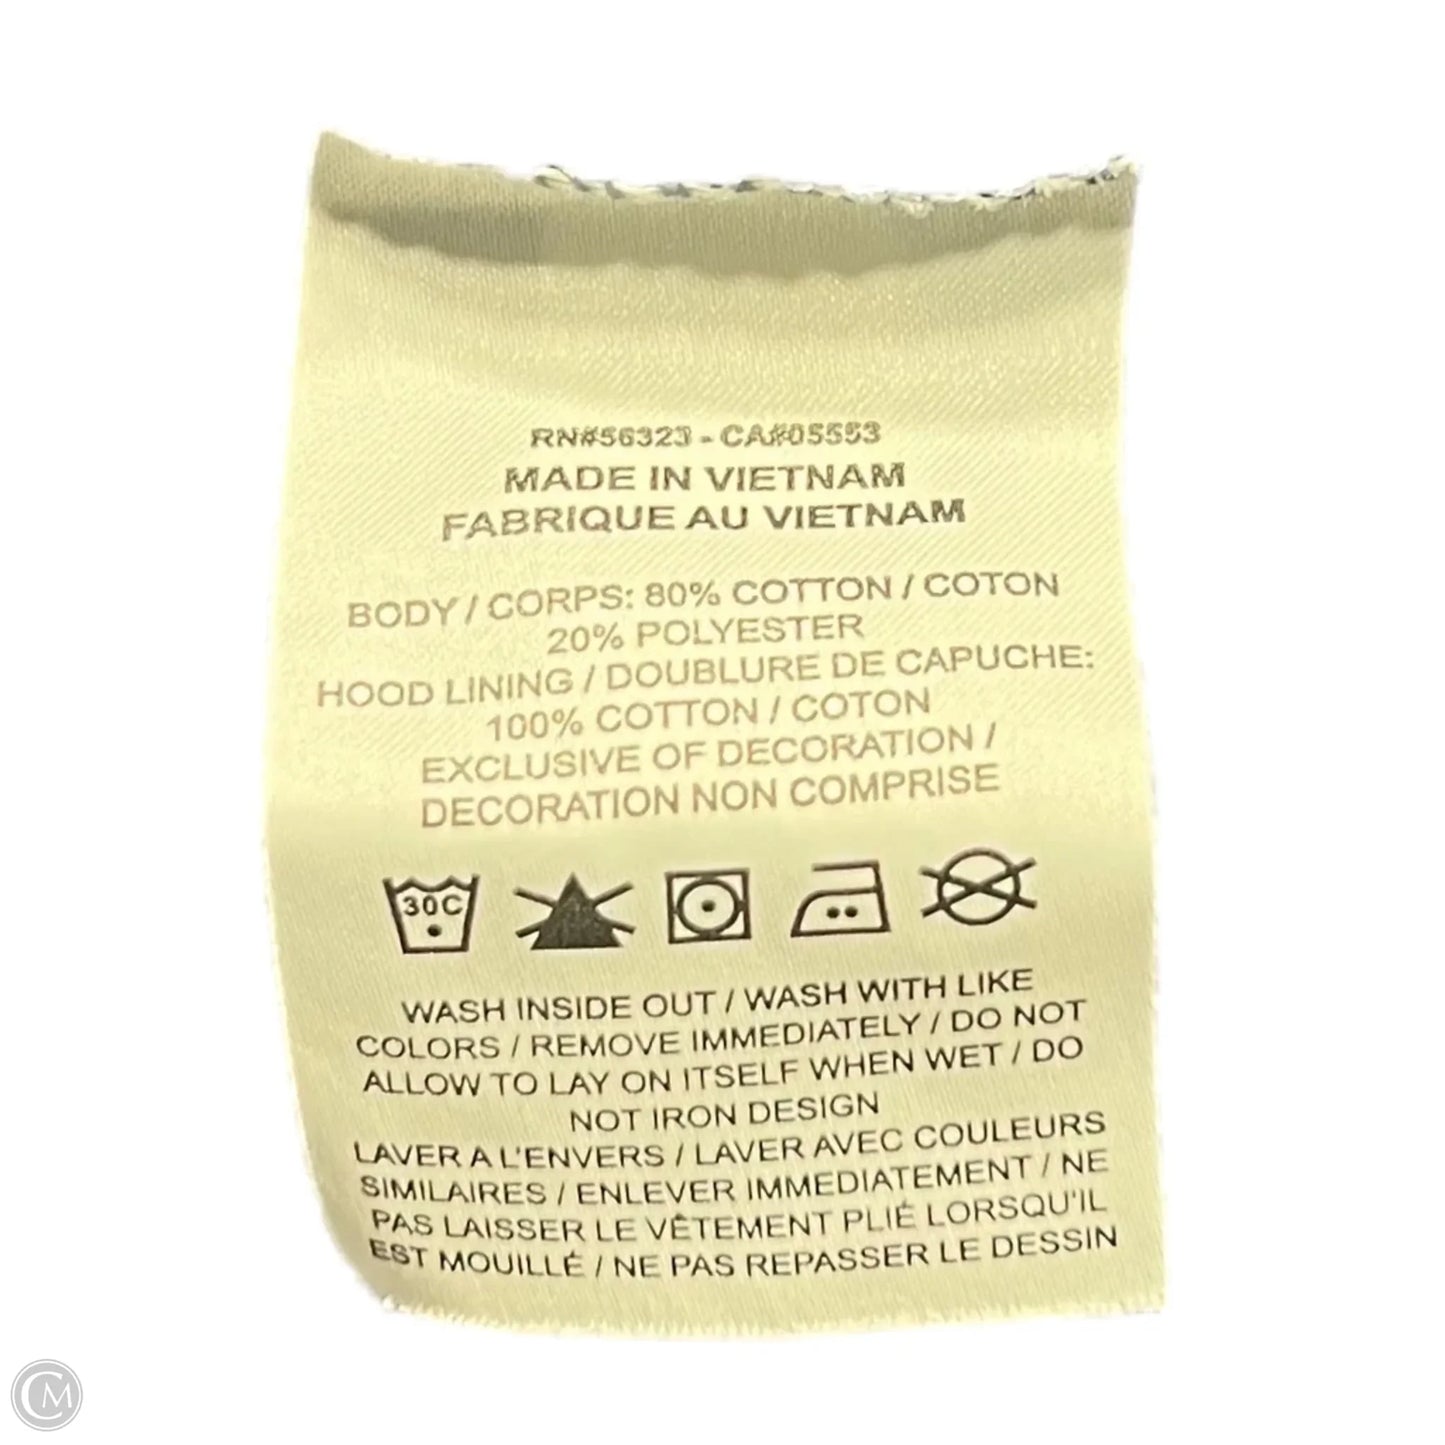 RN#56323 - CA#05553
MADE IN VIETNAM
FABRIQUE AU VIETNAM
BODY / CORPS: 80% COTTON / COTON
20% POLYESTER
HOOD LINING / DOUBLURE DE CAPUCHE:
100% COTTON / COTON
EXCLUSIVE OF DECORATION /
DECORATION NON COMPRISE
30C
WASH INSIDE OUT / WASH WITH LIKE
COLORS / REMOVE IMMEDIATELY / DO NOT
ALLOW TO LAY ON ITSELF WHEN WET / DO
NOT IRON DESIGN
LAVER A L'ENVERS / LAVER AVEC COULEURS
SIMILAIRES / ENLEVER IMMEDIATEMENT / NE
PAS LAISSER LE VÊTEMENT PLIÉ LORSQU'IL
EST MOUILLÉ / NE PAS REPASSER LE DESSIN
CM